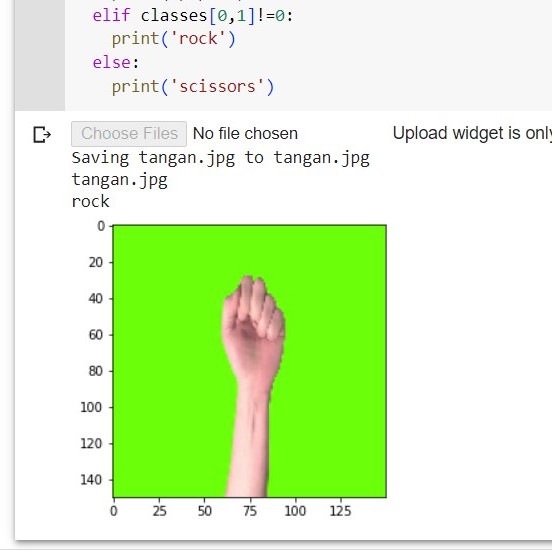 elif classes[0,1]!=0:
print('rock')
else:
print('scissors')
Choose Files No file chosen Upload widget is only
Saving tangan.jpg to tangan.jpg
tangan.jpg
rock
0
20
40
60
80
100
120
140
0 25 50 75 100 125